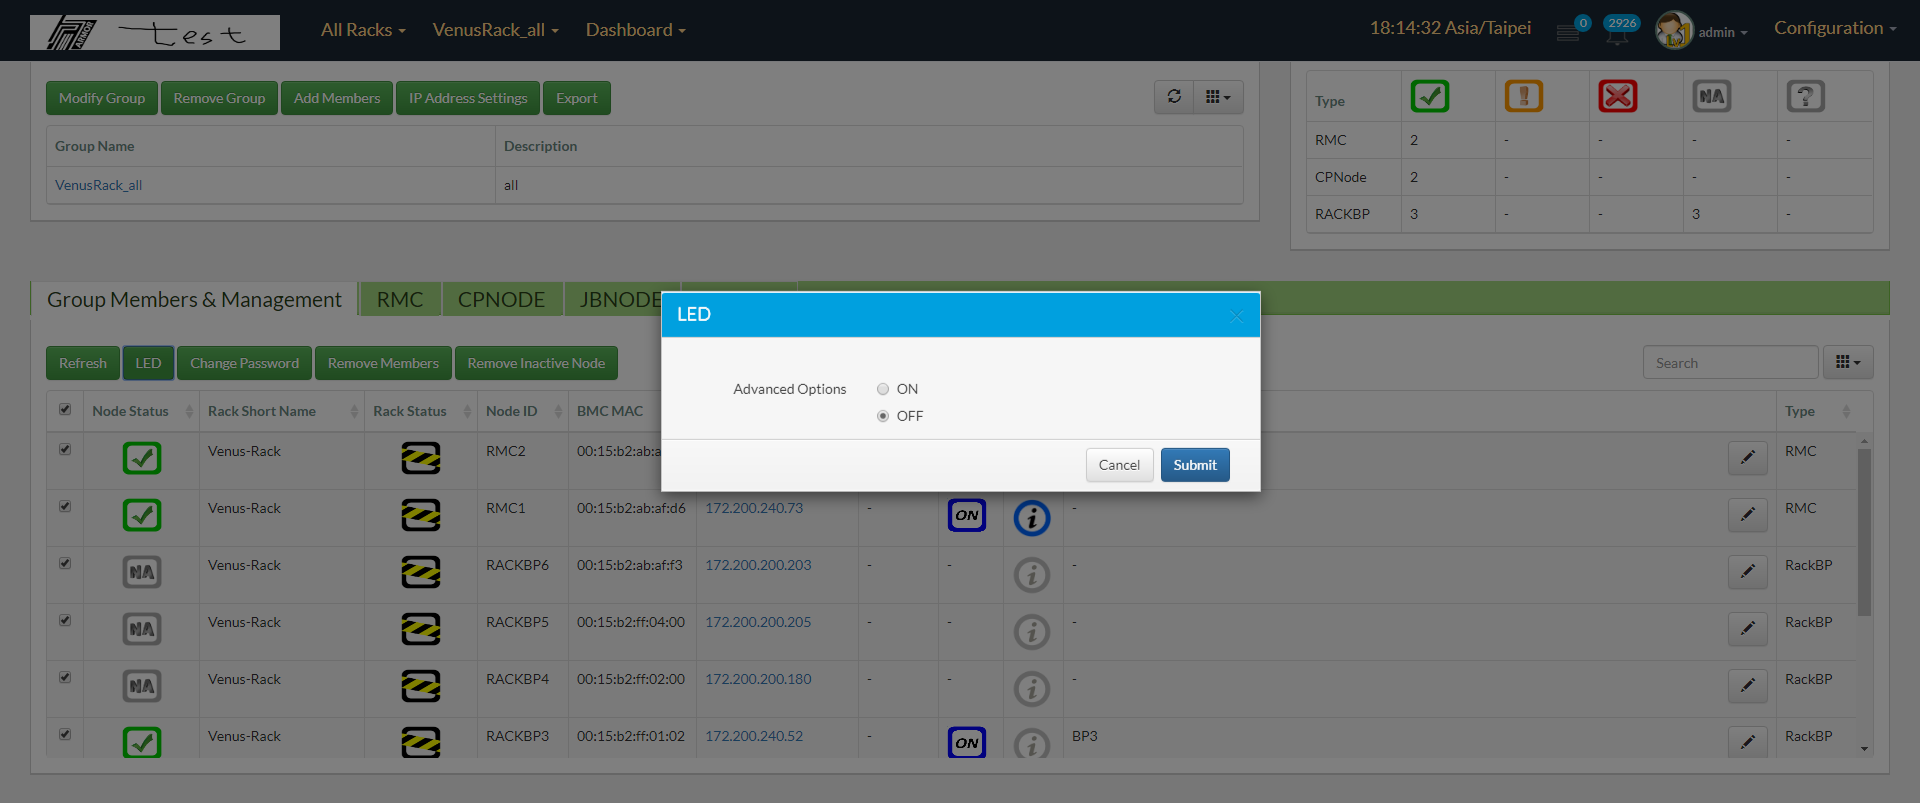 ARMOR test All Racks VenusRack_all Dashboard 18:14:32 Asia/Taipei 0 2926 admin Configuration
Modify Group Remove Group Add Members IP Address Settings Export
Group Name Description
VenusRack_all all
Type ! NA ?
RMC 2 - - - -
CPNode 2 - - - -
RACKBP 3 - - 3 -
Group Members & Management RMC CPNODE JBNODE
LED
Advanced Options ON
OFF
Cancel Submit
Refresh LED Change Password Remove Members Remove Inactive Node Search
Node Status Rack Short Name Rack Status Node ID BMC MAC Type
Venus-Rack RMC2 00:15:b2:ab:a RMC
Venus-Rack RMC1 00:15:b2:ab:af:d6 172.200.240.73 - ON i - RMC
NA Venus-Rack RACKBP6 00:15:b2:ab:af:f3 172.200.200.203 - - i - RackBP
NA Venus-Rack RACKBP5 00:15:b2:ff:04:00 172.200.200.205 - - i - RackBP
NA Venus-Rack RACKBP4 00:15:b2:ff:02:00 172.200.200.180 - - i - RackBP
Venus-Rack RACKBP3 00:15:b2:ff:01:02 172.200.240.52 - ON i BP3 RackBP